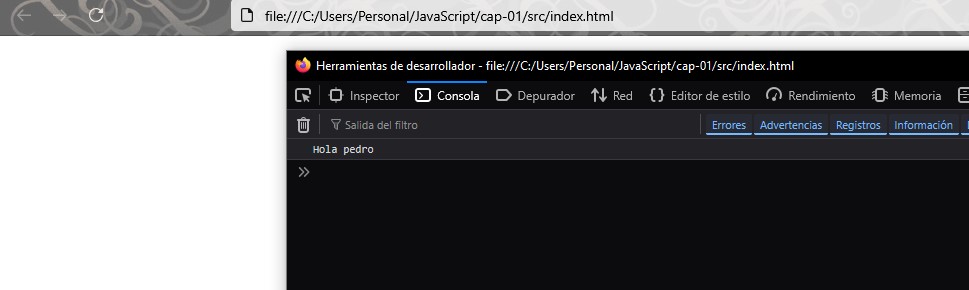 file:///C:/Users/Personal/JavaScript/cap-01/src/index.html
Herramientas de desarrollador - file:///C:/Users/Personal/JavaScript/cap-01/src/index.html
Inspector Consola Depurador Red {} Editor de estilo Rendimiento Memoria
Salida del filtro Errores Advertencias Registros Información
Hola pedro